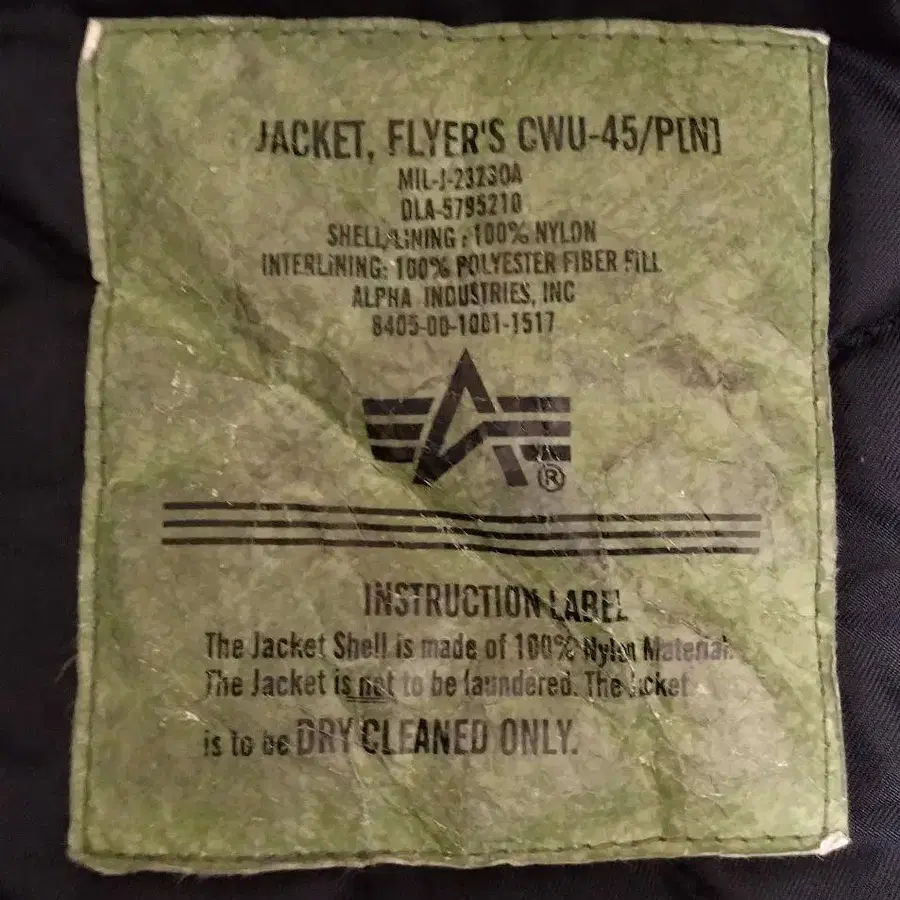 JACKET, FLYER'S CWU-45/P[N]
MIL-J-23230A
DLA-5795210
SHELL/LINING : 100% NYLON
INTERLINING: 100% POLYESTER FIBER FILL
ALPHA INDUSTRIES, INC
8405-00-1001-1517
®
INSTRUCTION LABEL
The Jacket Shell is made of 100% Nylon Material.
The Jacket is not to be laundered. The Jacket
is to be DRY CLEANED ONLY.